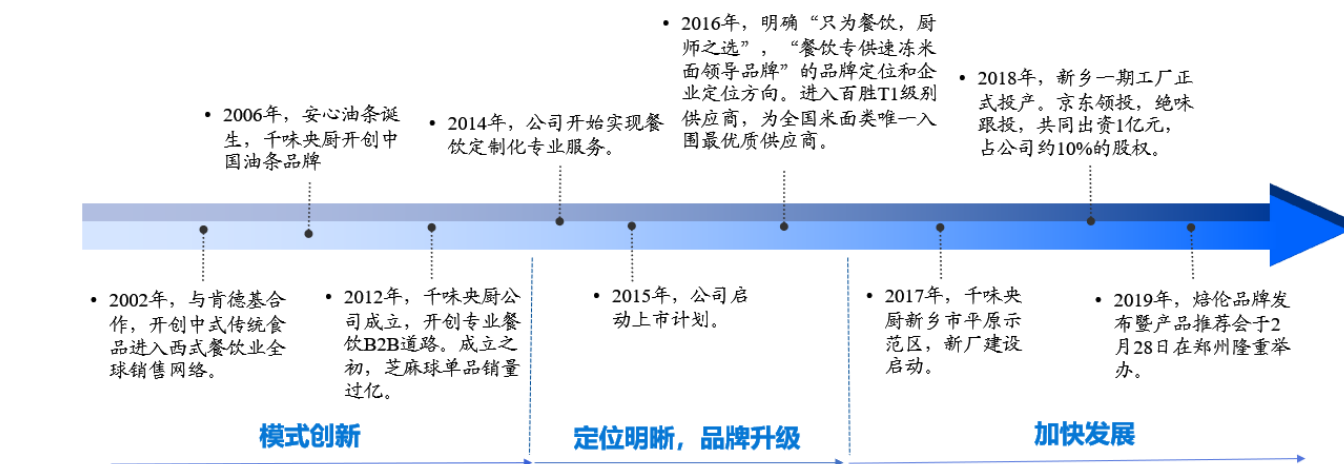 • 2006年，安心油条诞
生，千味央厨开创中
国油条品牌
• 2014年，公司开始实现餐
饮定制化专业服务。
• 2016年，明确“只为餐饮，厨
师之选”，“餐饮专供速冻米
面领导品牌”的品牌定位和企
业定位方向。进入百胜T1级别
供应商，为全国米面类唯一入
围最优质供应商。
• 2018年，新乡一期工厂正
式投产。京东领投，绝味
跟投，共同出资1亿元，
占公司约10%的股权。
• 2002年，与肯德基合
作，开创中式传统食
品进入西式餐饮业全
球销售网络。
• 2012年，千味央厨公
司成立，开创专业餐
饮B2B道路。成立之
初，芝麻球单品销量
过亿。
• 2015年，公司启
动上市计划。
• 2017年，千味央
厨新乡市平原示
范区，新厂建设
启动。
• 2019年，焙伦品牌发
布暨产品推荐会于2
月28日在郑州隆重举
办。
模式创新
定位明晰，品牌升级
加快发展